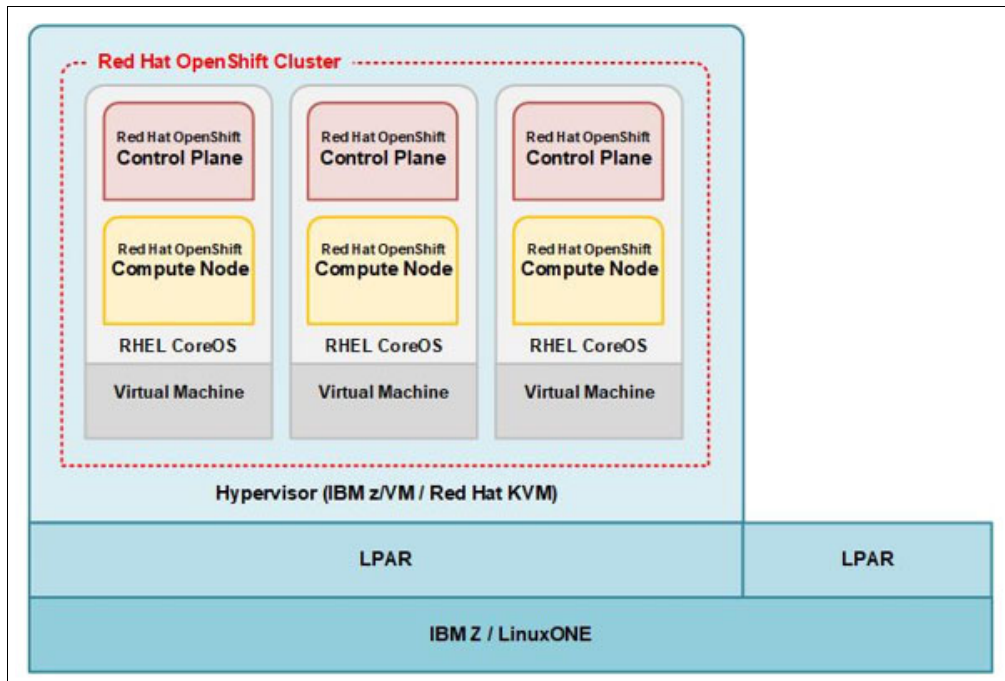 Red Hat OpenShift Cluster
Red Hat OpenShift
Control Plane
Red Hat OpenShift
Compute Node
RHEL CoreOS
Virtual Machine
Red Hat OpenShift
Control Plane
Red Hat OpenShift
Compute Node
RHEL CoreOS
Virtual Machine
Red Hat OpenShift
Control Plane
Red Hat OpenShift
Compute Node
RHEL CoreOS
Virtual Machine
Hypervisor (IBM z/VM / Red Hat KVM)
LPAR
LPAR
IBM Z / LinuxONE